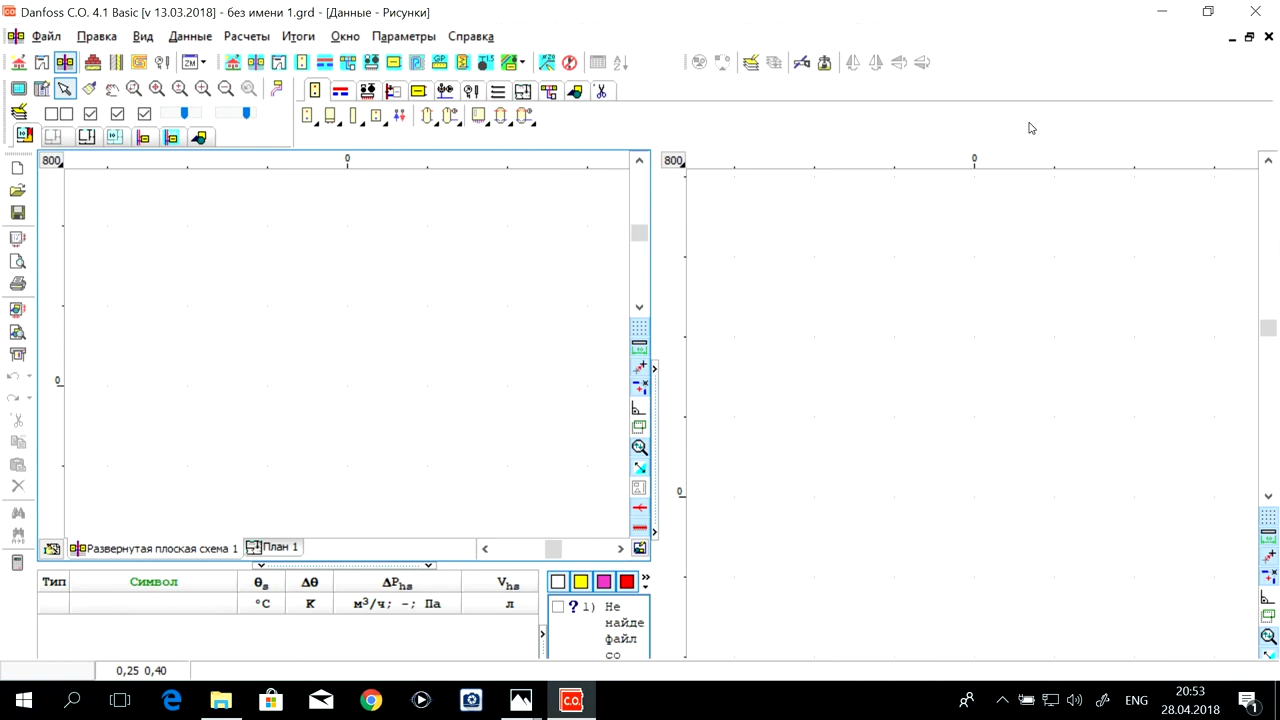 Danfoss C.O. 4.1 Basic [v 13.03.2018] - без имени 1.grd - [Данные - Рисунки]
Файл Правка Вид Данные Расчеты Итоги Окно Параметры Справка
ZM
800 0
800 0
0
0
Развернутая плоская схема 1 План 1
Тип Символ θs Δθ ΔPhs Vhs
°C K м³/ч; -; Па л
? 1) Не
найде
файл
со
0,25 0,40
C.O.
ENG
20:53
28.04.2018
1